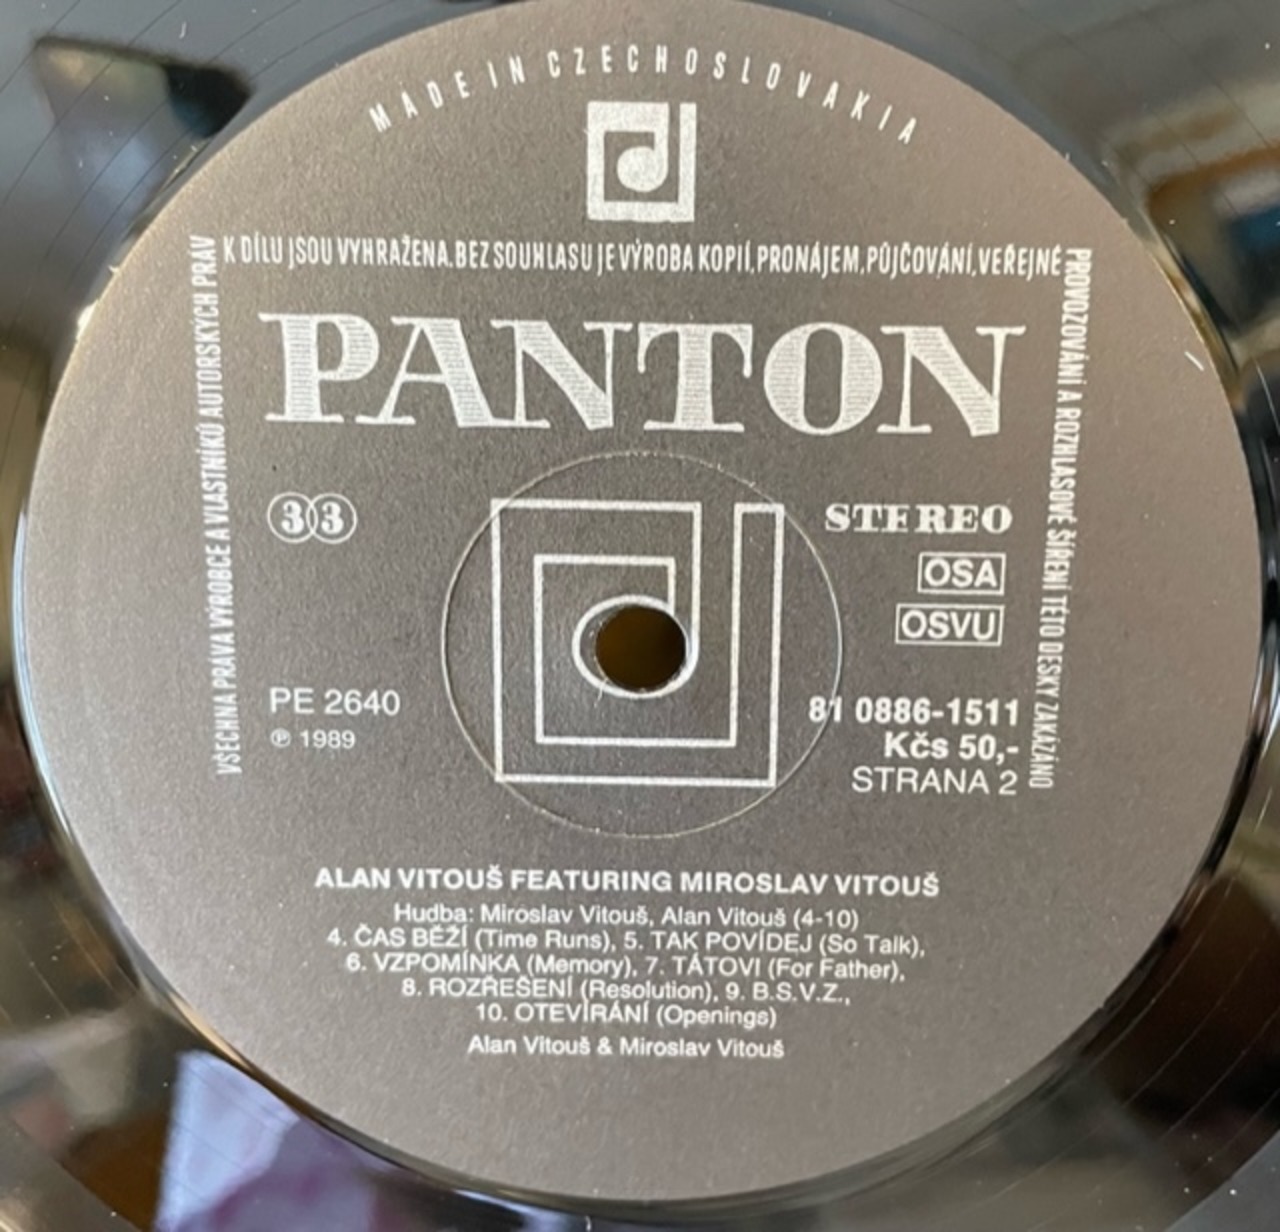 MADE IN CZECHOSLOVAKIA
VŠECHNA PRÁVA VÝROBCE A VLASTNÍKŮ AUTORSKÝCH PRÁV
K DÍLU JSOU VYHRAŽENA. BEZ SOUHLASU JE VÝROBA KOPIÍ, PRONÁJEM, PŮJČOVÁNÍ, VEŘEJNÉ
PROVOZOVÁNÍ A ROZHLASOVÉ ŠÍŘENÍ TÉTO DESKY ZAKÁZÁNO
PANTON
33
STEREO
OSA
OSVU
PE 2640
℗ 1989
81 0886-1511
Kčs 50,-
STRANA 2
ALAN VITOUŠ FEATURING MIROSLAV VITOUŠ
Hudba: Miroslav Vitouš, Alan Vitouš (4-10)
4. ČAS BĚŽÍ (Time Runs), 5. TAK POVÍDEJ (So Talk),
6. VZPOMÍNKA (Memory), 7. TÁTOVI (For Father),
8. ROZŘEŠENÍ (Resolution), 9. B.S.V.Z.,
10. OTEVÍRÁNÍ (Openings)
Alan Vitouš & Miroslav Vitouš